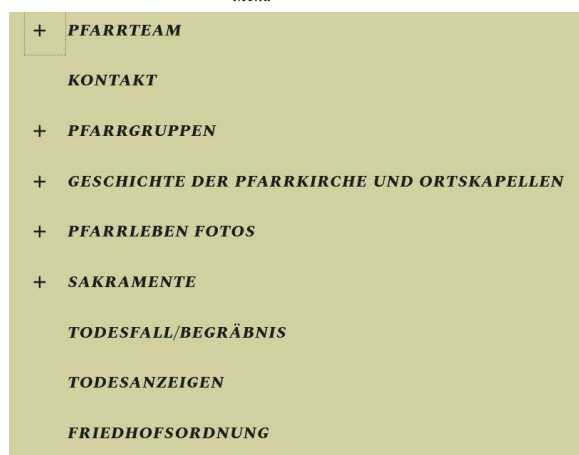 + PFARRTEAM
KONTAKT
+ PFARRGRUPPEN
+ GESCHICHTE DER PFARRKIRCHE UND ORTSKAPELLEN
+ PFARRLEBEN FOTOS
+ SAKRAMENTE
TODESFALL/BEGRÄBNIS
TODESANZEIGEN
FRIEDHOFSORDNUNG